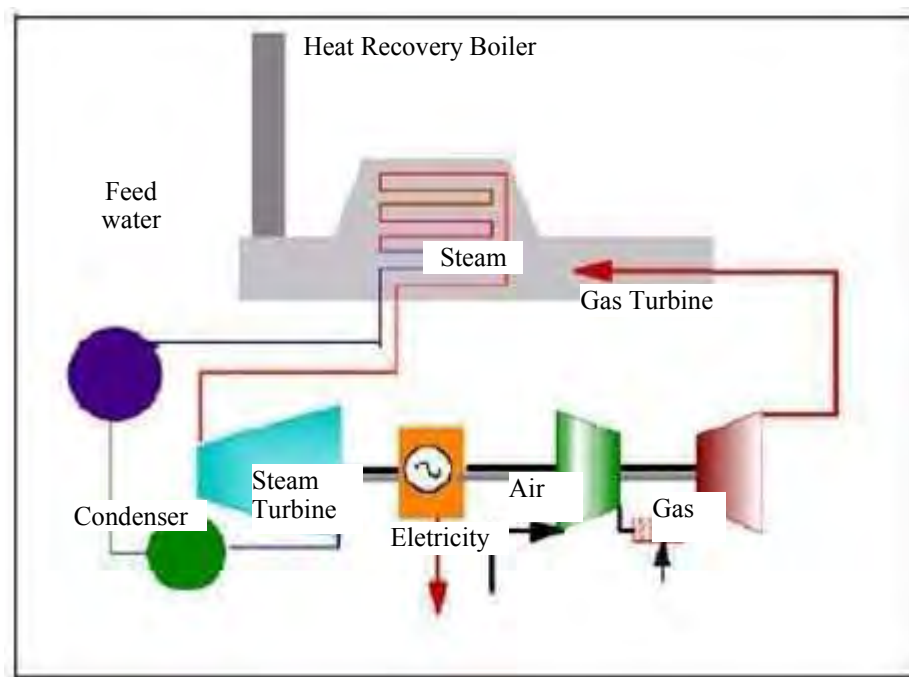 Heat Recovery Boiler
Feed
water
Steam
Gas Turbine
Steam
Turbine
Air
Gas
Condenser
Eletricity